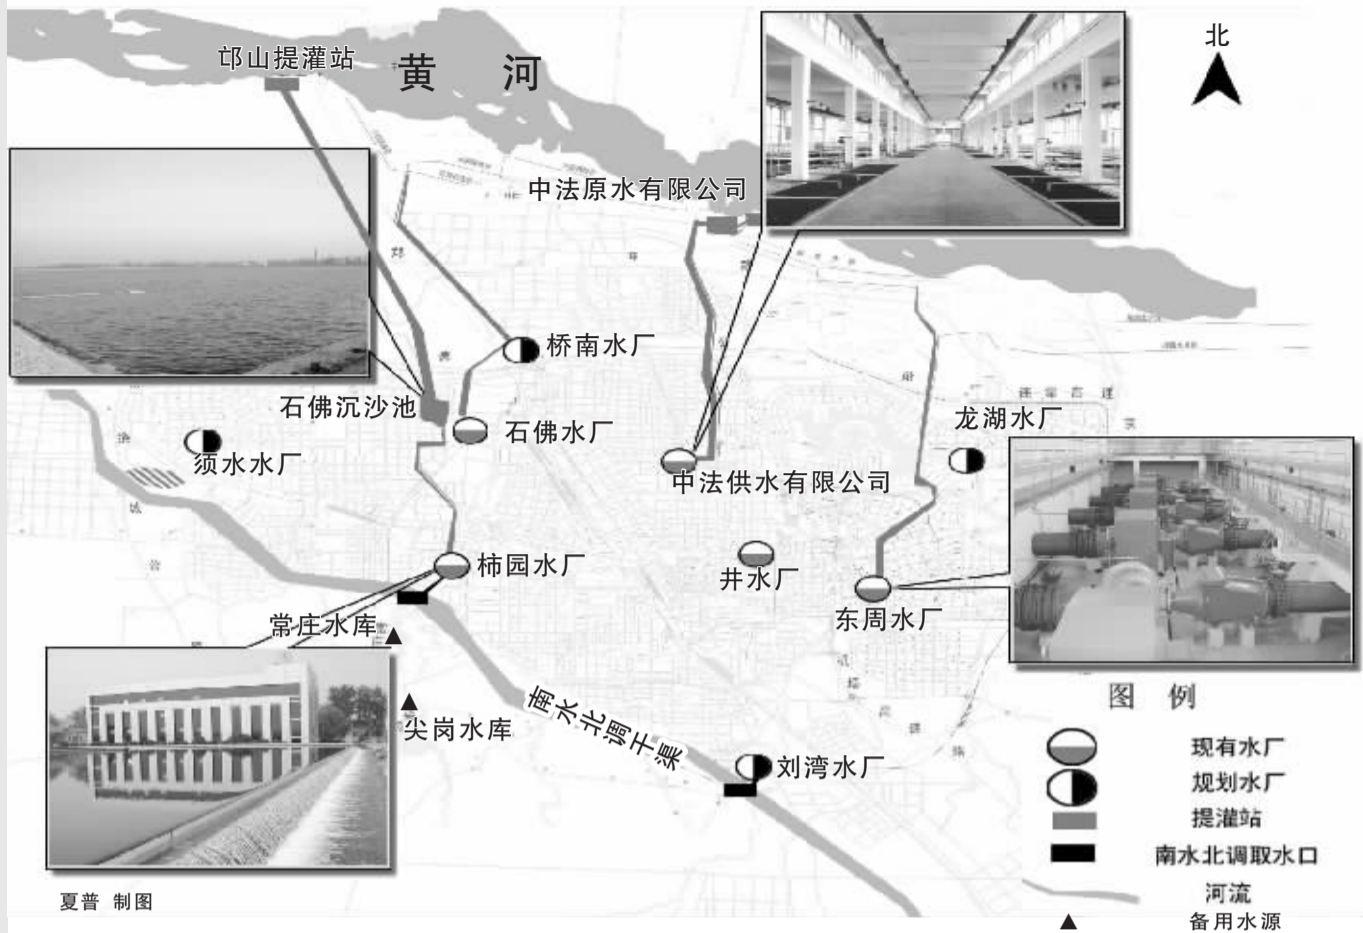 北
邙山提灌站
黄河
中法原水有限公司
桥南水厂
石佛沉沙池
石佛水厂
龙湖水厂
须水水厂
中法供水有限公司
柿园水厂
井水厂
东周水厂
常庄水库
尖岗水库
南水北调干渠
刘湾水厂
图例
现有水厂
规划水厂
提灌站
南水北调取水口
河流
备用水源
夏普 制图